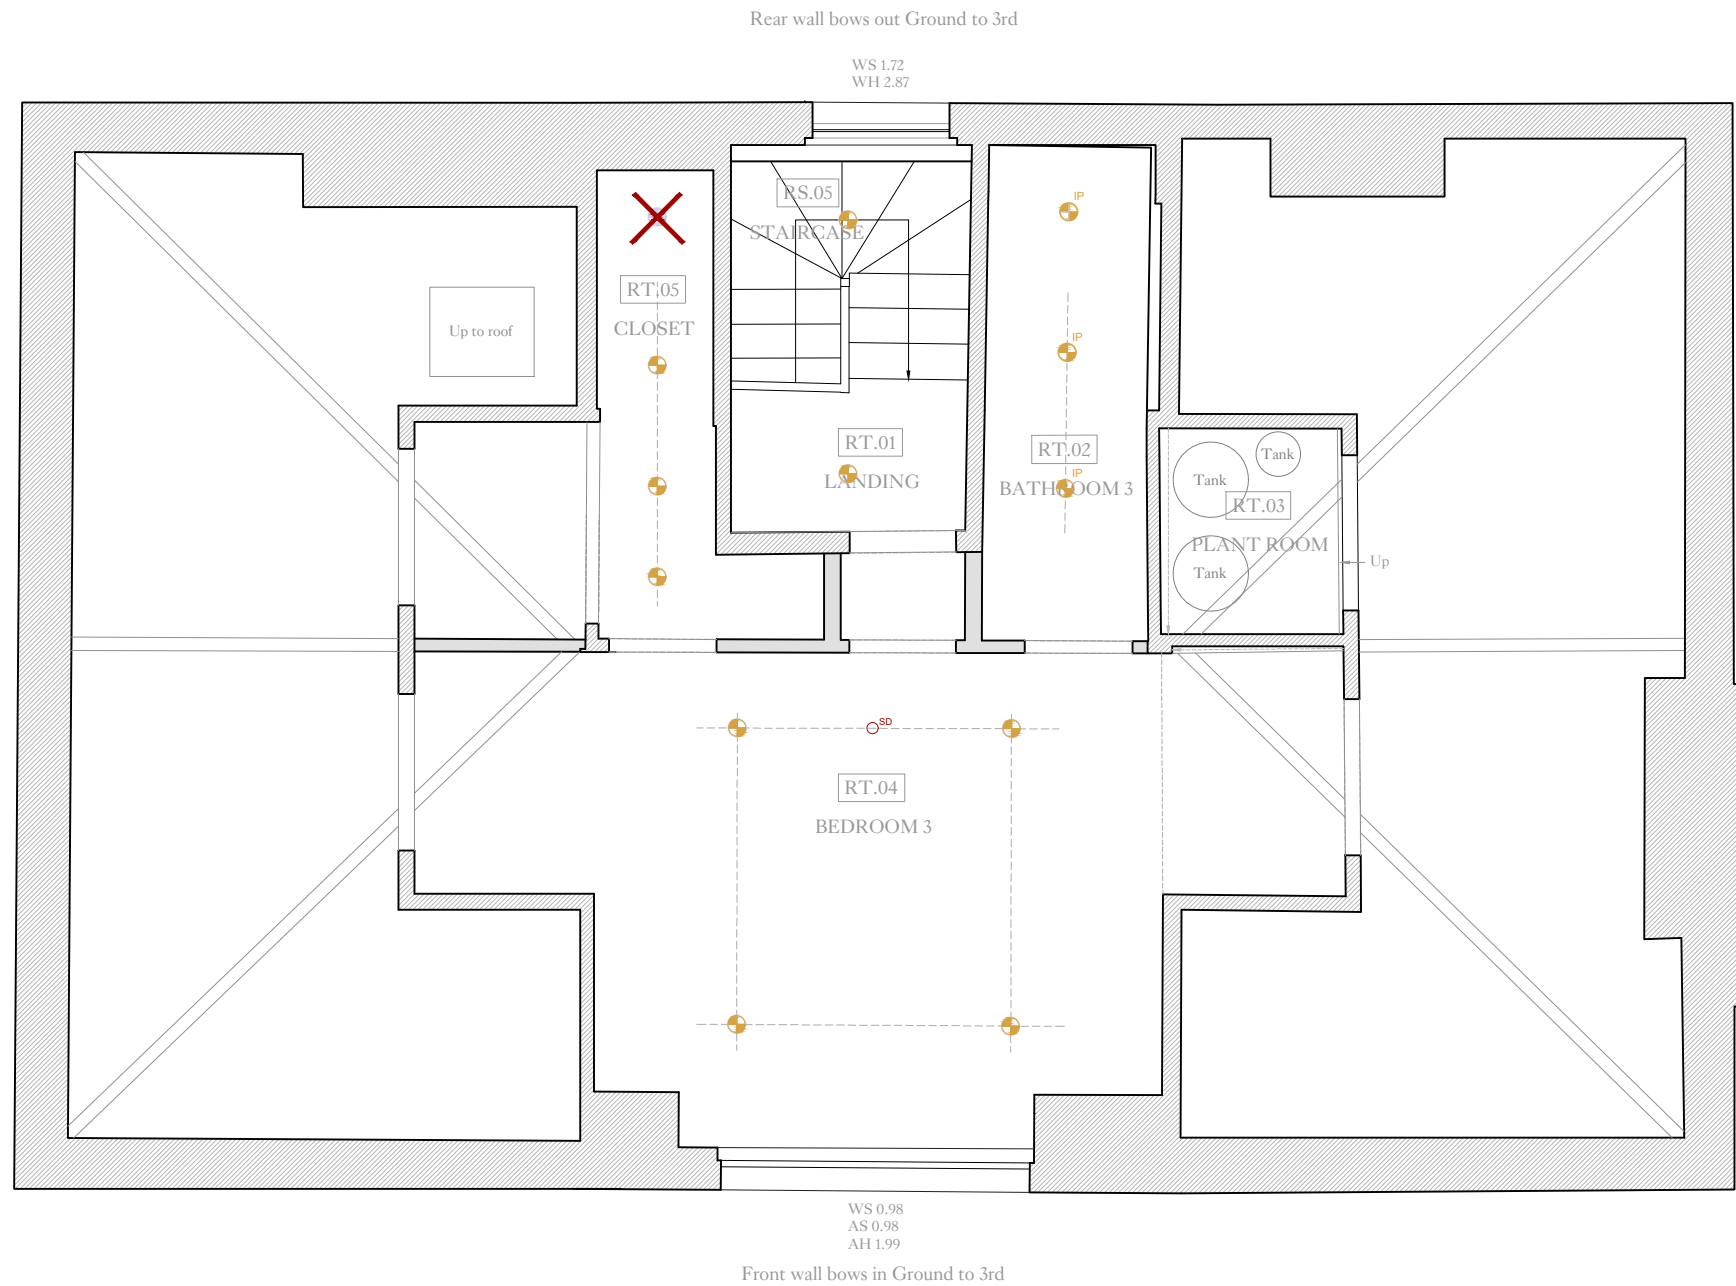 Rear wall bows out Ground to 3rd
WS 1.72
WH 2.87
RS.05
STAIRCASE
IP
RT.05
CLOSET
Up to roof
IP
RT.01
LANDING
RT.02
IP
BATHROOM 3
Tank
Tank
RT.03
PLANT ROOM
Tank
Up
SD
RT.04
BEDROOM 3
WS 0.98
AS 0.98
AH 1.99
Front wall bows in Ground to 3rd